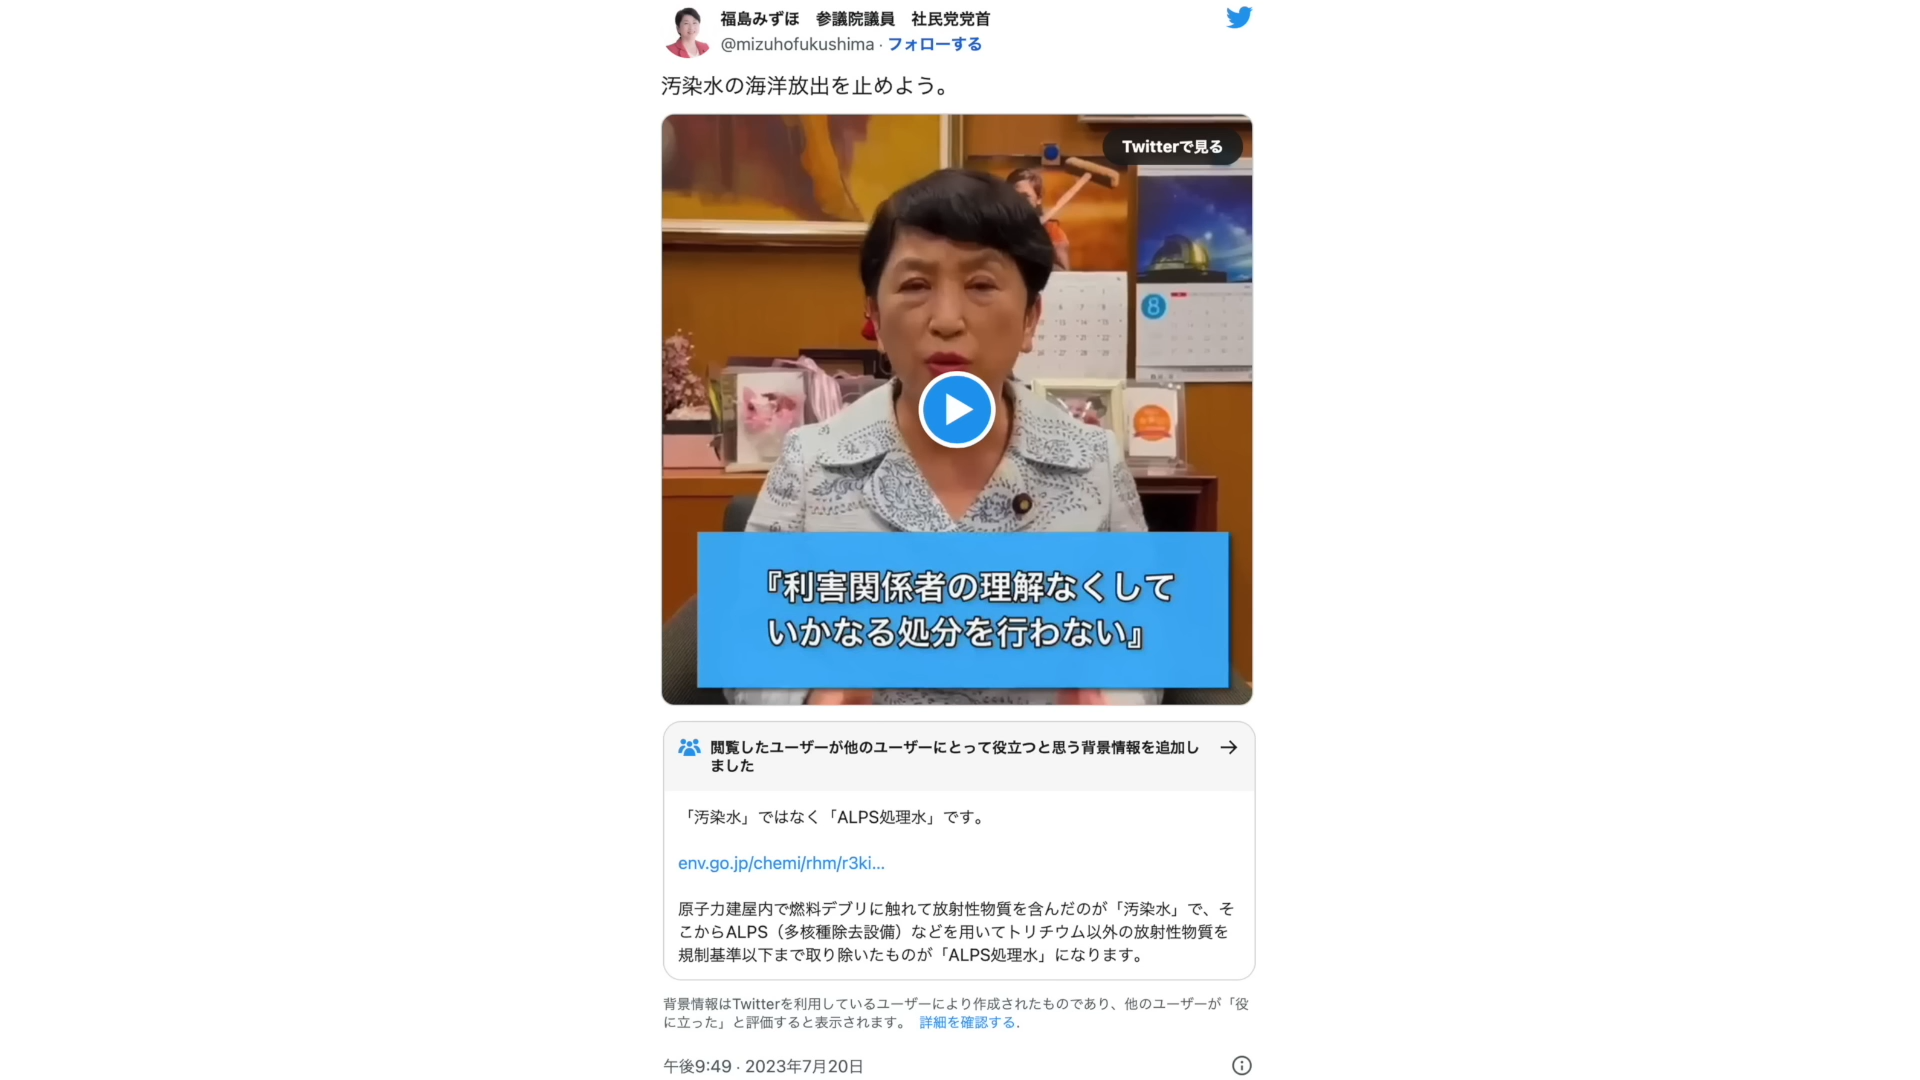 福島みずほ　参議院議員　社民党党首
@mizuhofukushima · フォローする
汚染水の海洋放出を止めよう。
Twitterで見る
8
『利害関係者の理解なくして
いかなる処分を行わない』
閲覧したユーザーが他のユーザーにとって役立つと思う背景情報を追加し
ました
「汚染水」ではなく「ALPS処理水」です。
env.go.jp/chemi/rhm/r3ki...
原子力建屋内で燃料デブリに触れて放射性物質を含んだのが「汚染水」で、そ
こからALPS（多核種除去設備）などを用いてトリチウム以外の放射性物質を
規制基準以下まで取り除いたものが「ALPS処理水」になります。
背景情報はTwitterを利用しているユーザーにより作成されたものであり、他のユーザーが「役
に立った」と評価すると表示されます。 詳細を確認する.
午後9:49 · 2023年7月20日